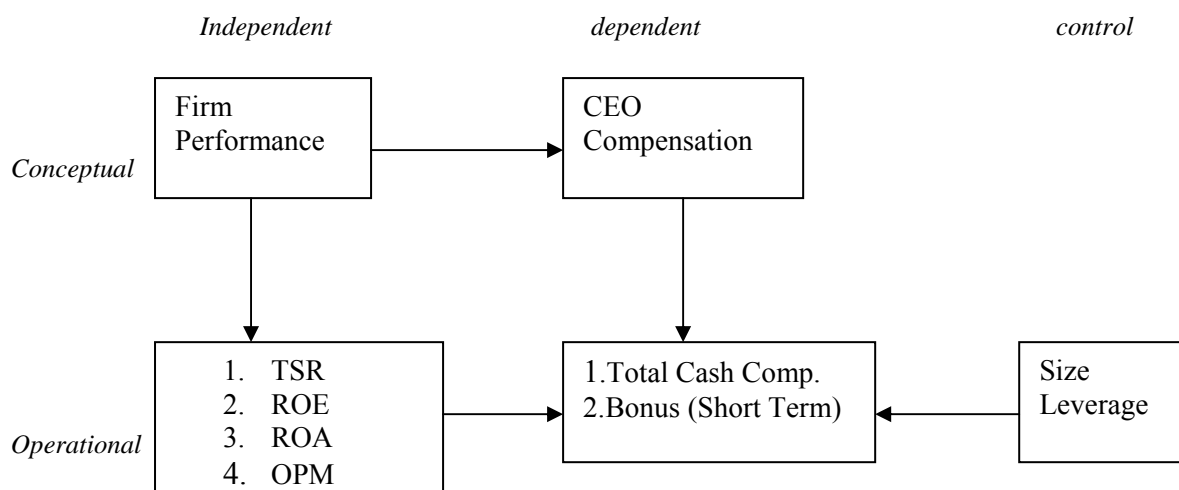 Independent dependent control
Firm
Performance
CEO
Compensation
Conceptual
1. TSR
2. ROE
3. ROA
4. OPM
1.Total Cash Comp.
2.Bonus (Short Term)
Size
Leverage
Operational